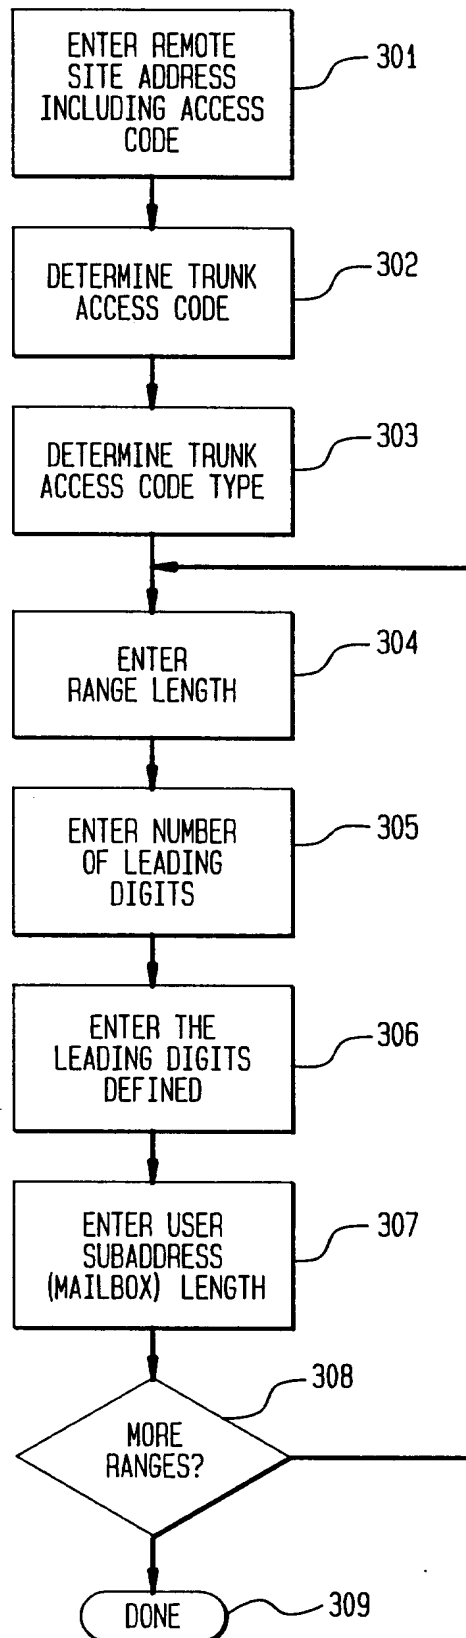 ENTER REMOTE
SITE ADDRESS
INCLUDING ACCESS
CODE
301
DETERMINE TRUNK
ACCESS CODE
302
DETERMINE TRUNK
ACCESS CODE TYPE
303
ENTER
RANGE LENGTH
304
ENTER NUMBER
OF LEADING
DIGITS
305
ENTER THE
LEADING DIGITS
DEFINED
306
ENTER USER
SUBADDRESS
(MAILBOX) LENGTH
307
MORE
RANGES?
308
DONE
309